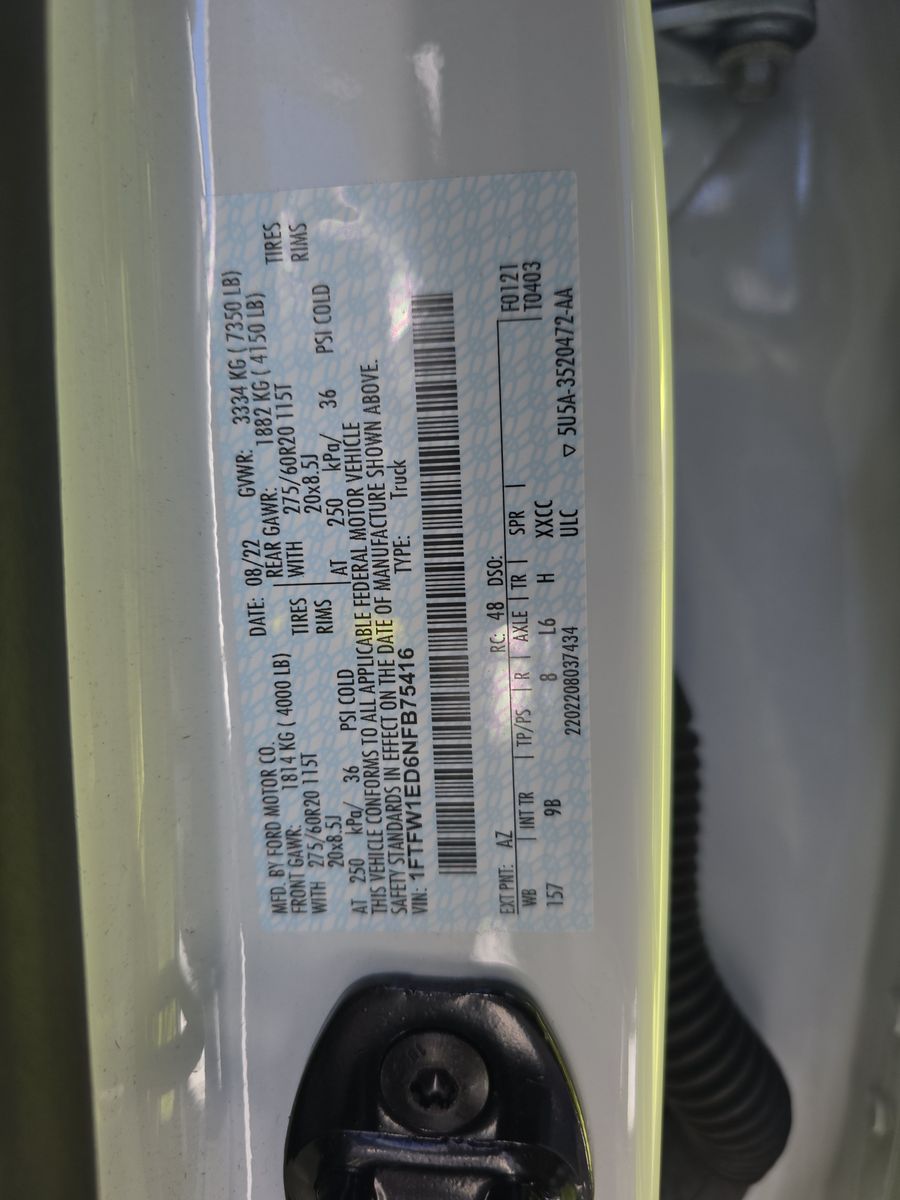 MFD. BY FORD MOTOR CO. DATE: 08/22 GVWR: 3334 KG ( 7350 LB)
FRONT GAWR: 1814 KG ( 4000 LB) REAR GAWR: 1882 KG ( 4150 LB)
WITH 275/60R20 115T TIRES WITH 275/60R20 115T TIRES
20x8.5J RIMS 20x8.5J RIMS
AT 250 kPa/ 36 PSI COLD AT 250 kPa/ 36 PSI COLD
THIS VEHICLE CONFORMS TO ALL APPLICABLE FEDERAL MOTOR VEHICLE
SAFETY STANDARDS IN EFFECT ON THE DATE OF MANUFACTURE SHOWN ABOVE.
VIN: 1FTFW1ED6NFB75416 TYPE: Truck
EXT PNT: AZ RC: 48 DSO: F0121
WB INT TR TP/PS R AXLE TR SPR T0403
157 9B 8 L6 H XXCC
2202208037434 ULC ▽ 5U5A-3520472-AA